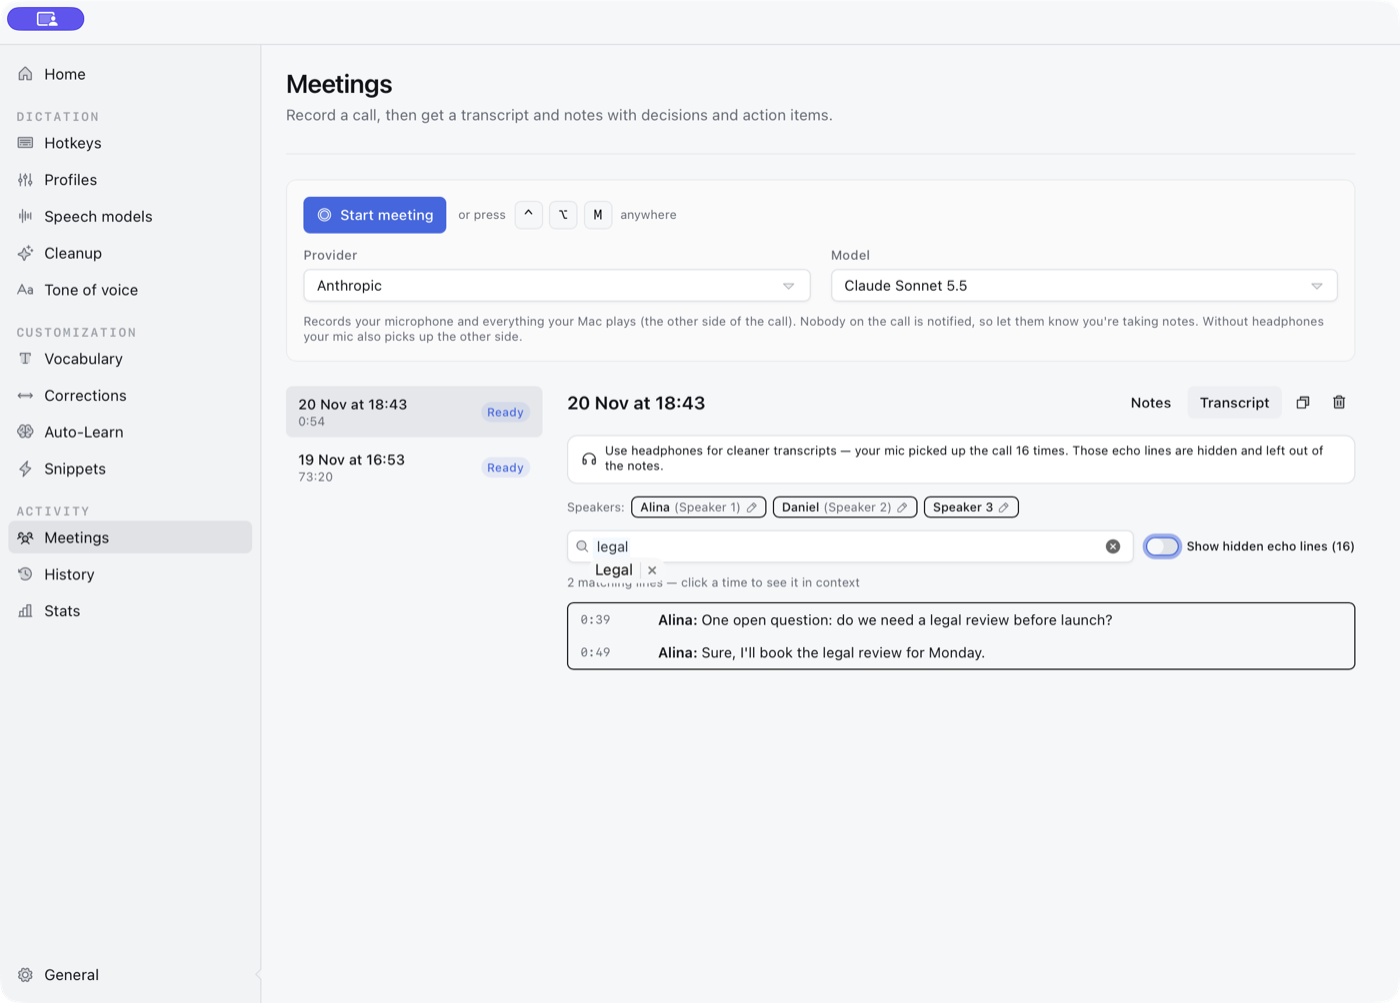 Home
DICTATION
Hotkeys
Profiles
Speech models
Cleanup
Aa Tone of voice
CUSTOMIZATION
Vocabulary
Corrections
Auto-Learn
Snippets
ACTIVITY
Meetings
History
Stats
General
Meetings
Record a call, then get a transcript and notes with decisions and action items.
Start meeting or press ^ ⌥ M anywhere
Provider
Anthropic
Model
Claude Sonnet 5.5
Records your microphone and everything your Mac plays (the other side of the call). Nobody on the call is notified, so let them know you're taking notes. Without headphones
your mic also picks up the other side.
20 Nov at 18:43
0:54
Ready
19 Nov at 16:53
73:20
Ready
20 Nov at 18:43
Notes Transcript
Use headphones for cleaner transcripts — your mic picked up the call 16 times. Those echo lines are hidden and left out of
the notes.
Speakers: Alina (Speaker 1) Daniel (Speaker 2) Speaker 3
legal
Show hidden echo lines (16)
Legal ×
2 matching lines — click a time to see it in context
0:39 Alina: One open question: do we need a legal review before launch?
0:49 Alina: Sure, I'll book the legal review for Monday.